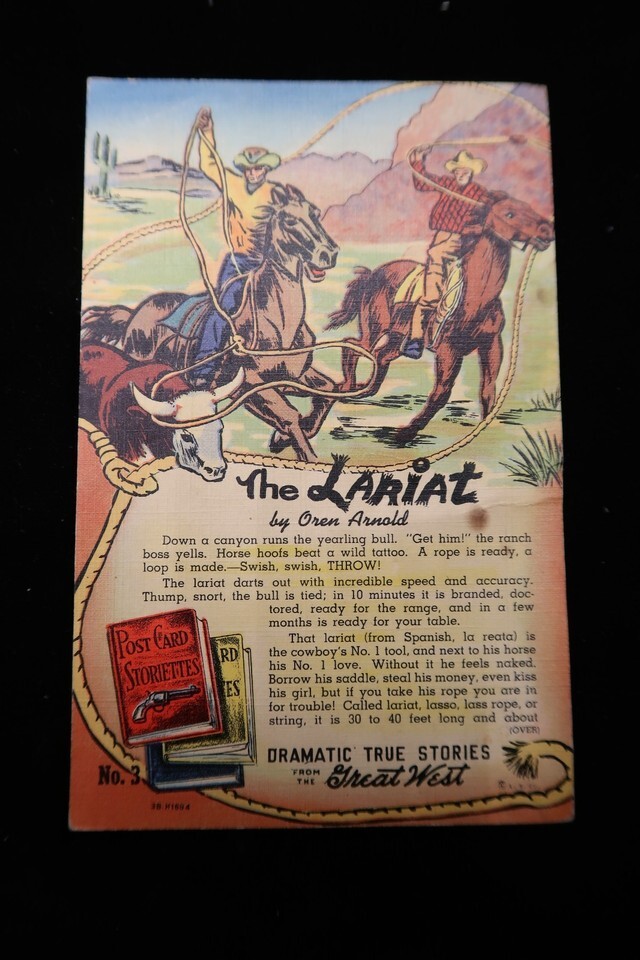 The LARIAT
by Oren Arnold
Down a canyon runs the yearling bull. "Get him!" the ranch
boss yells. Horse hoofs beat a wild tattoo. A rope is ready, a
loop is made.—Swish, swish, THROW!
The lariat darts out with incredible speed and accuracy.
Thump, snort, the bull is tied; in 10 minutes it is branded, doc-
tored, ready for the range, and in a few
months is ready for your table.
That lariat (from Spanish, la reata) is
the cowboy's No. 1 tool, and next to his horse
his No. 1 love. Without it he feels naked.
Borrow his saddle, steal his money, even kiss
his girl, but if you take his rope you are in
for trouble! Called lariat, lasso, lass rope, or
string, it is 30 to 40 feet long and about
(OVER)
POST CARD
STORIETTES
RD
ES
DRAMATIC TRUE STORIES
FROM
THE Great West
No. 3